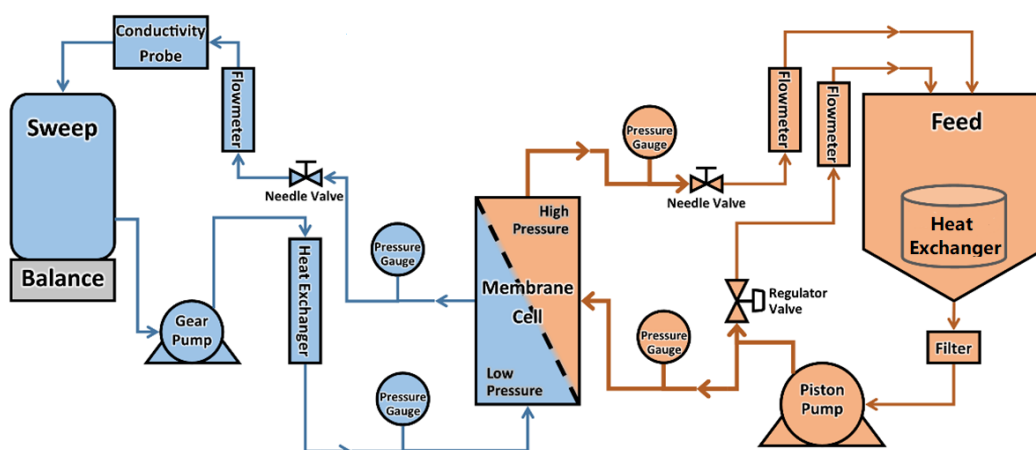 Conductivity
Probe
Sweep
Flowmeter
Balance
Gear
Pump
Needle Valve
Heat Exchanger
Pressure
Gauge
Pressure
Gauge
High
Pressure
Membrane
Cell
Low
Pressure
Pressure
Gauge
Needle Valve
Pressure
Gauge
Flowmeter
Flowmeter
Regulator
Valve
Piston
Pump
Feed
Heat
Exchanger
Filter